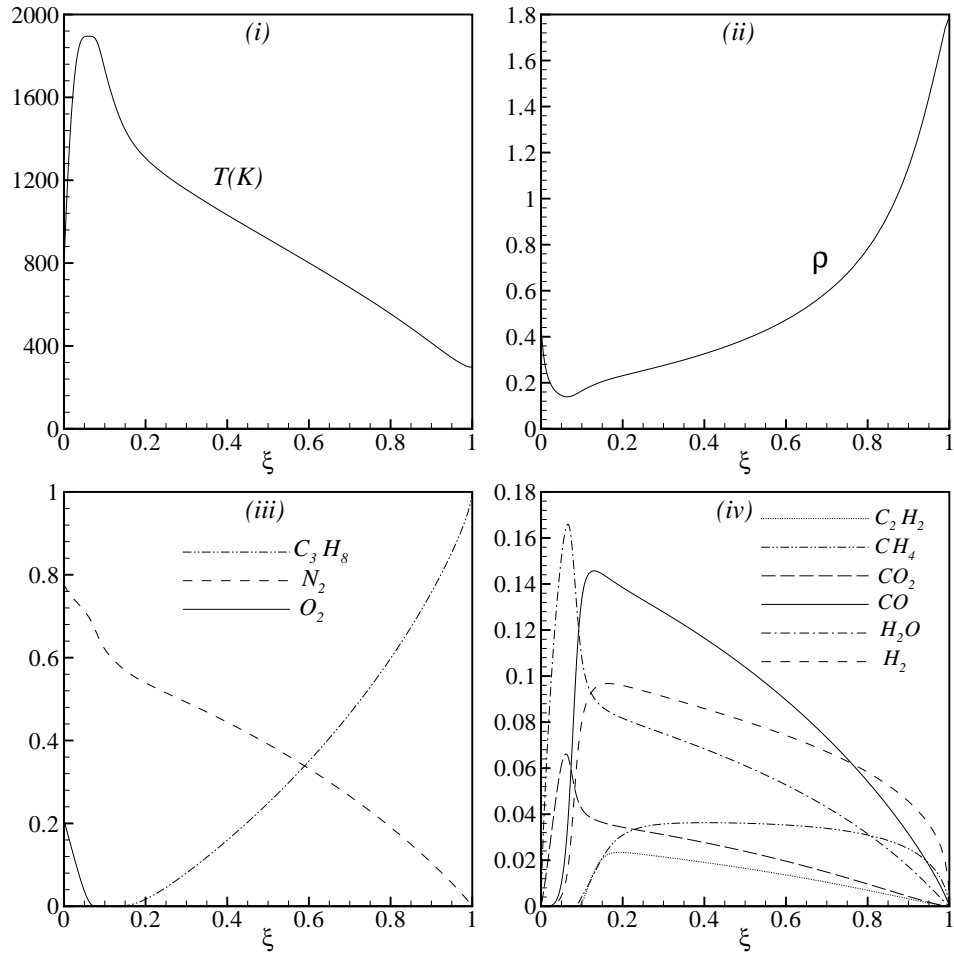 (i)
2000
1600
1200
800
400
0
T(K)
0 0.2 0.4 0.6 0.8 1
ξ
(ii)
1.8
1.6
1.4
1.2
1
0.8
0.6
0.4
0.2
0
ρ
0 0.2 0.4 0.6 0.8 1
ξ
(iii)
1
0.8
0.6
0.4
0.2
0
C3H8
N2
O2
0 0.2 0.4 0.6 0.8 1
ξ
(iv)
0.18
0.16
0.14
0.12
0.1
0.08
0.06
0.04
0.02
0
C2H2
CH4
CO2
CO
H2O
H2
0 0.2 0.4 0.6 0.8 1
ξ